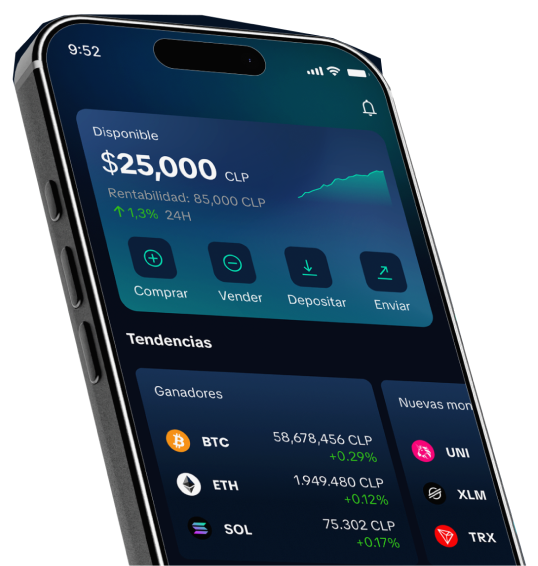 9:52
Disponible
$25,000 CLP
Rentabilidad: 85,000 CLP
↑1,3% 24H
Comprar Vender Depositar Enviar
Tendencias
Ganadores
BTC 58,678,456 CLP
+0.29%
ETH 1.949.480 CLP
+0.12%
SOL 75.302 CLP
+0.17%
Nuevas mon
UNI
XLM
TRX